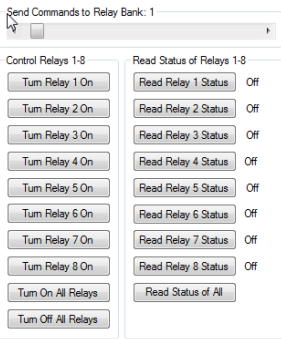 Send Commands to Relay Bank: 1
Control Relays 1-8
Read Status of Relays 1-8
Turn Relay 1 On
Read Relay 1 Status
Off
Turn Relay 2 On
Read Relay 2 Status
Off
Turn Relay 3 On
Read Relay 3 Status
Off
Turn Relay 4 On
Read Relay 4 Status
Off
Turn Relay 5 On
Read Relay 5 Status
Off
Turn Relay 6 On
Read Relay 6 Status
Off
Turn Relay 7 On
Read Relay 7 Status
Off
Turn Relay 8 On
Read Relay 8 Status
Off
Turn On All Relays
Read Status of All
Turn Off All Relays